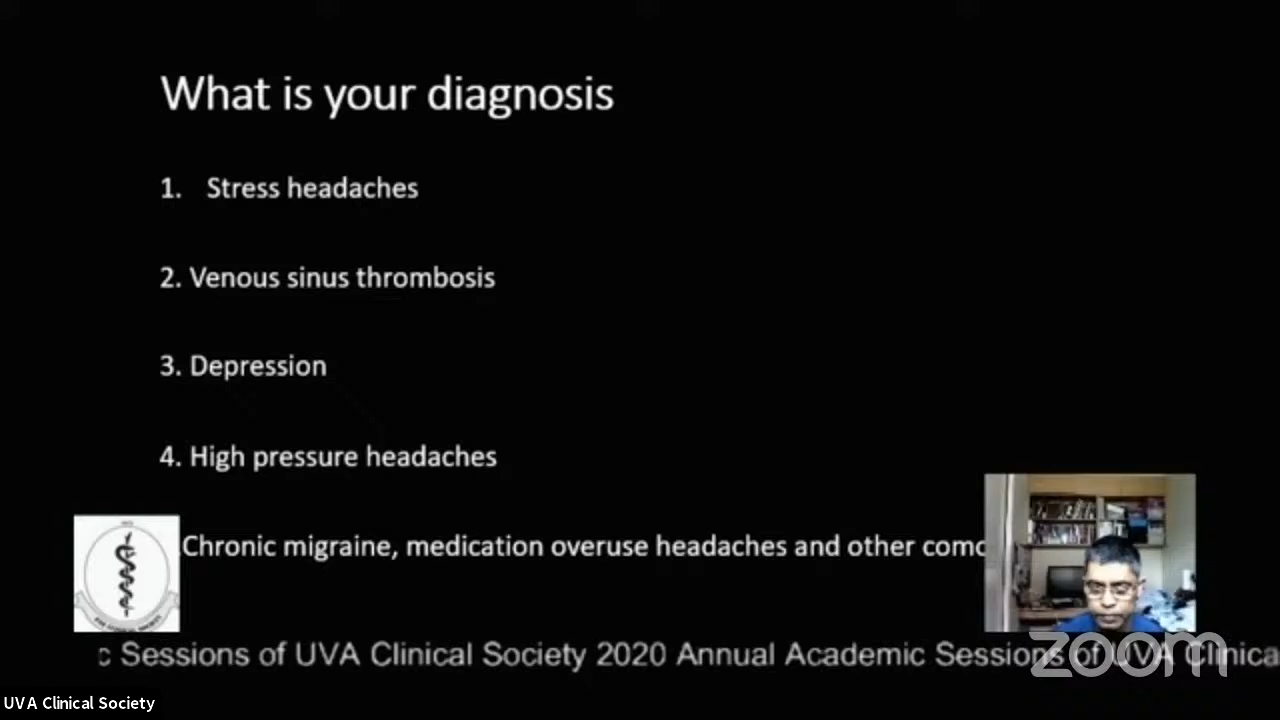 What is your diagnosis
1. Stress headaches
2. Venous sinus thrombosis
3. Depression
4. High pressure headaches
Chronic migraine, medication overuse headaches and other
Sessions of UVA Clinical Society 2020 Annual Academic Sessions of UVA
zoom
UVA Clinical Society